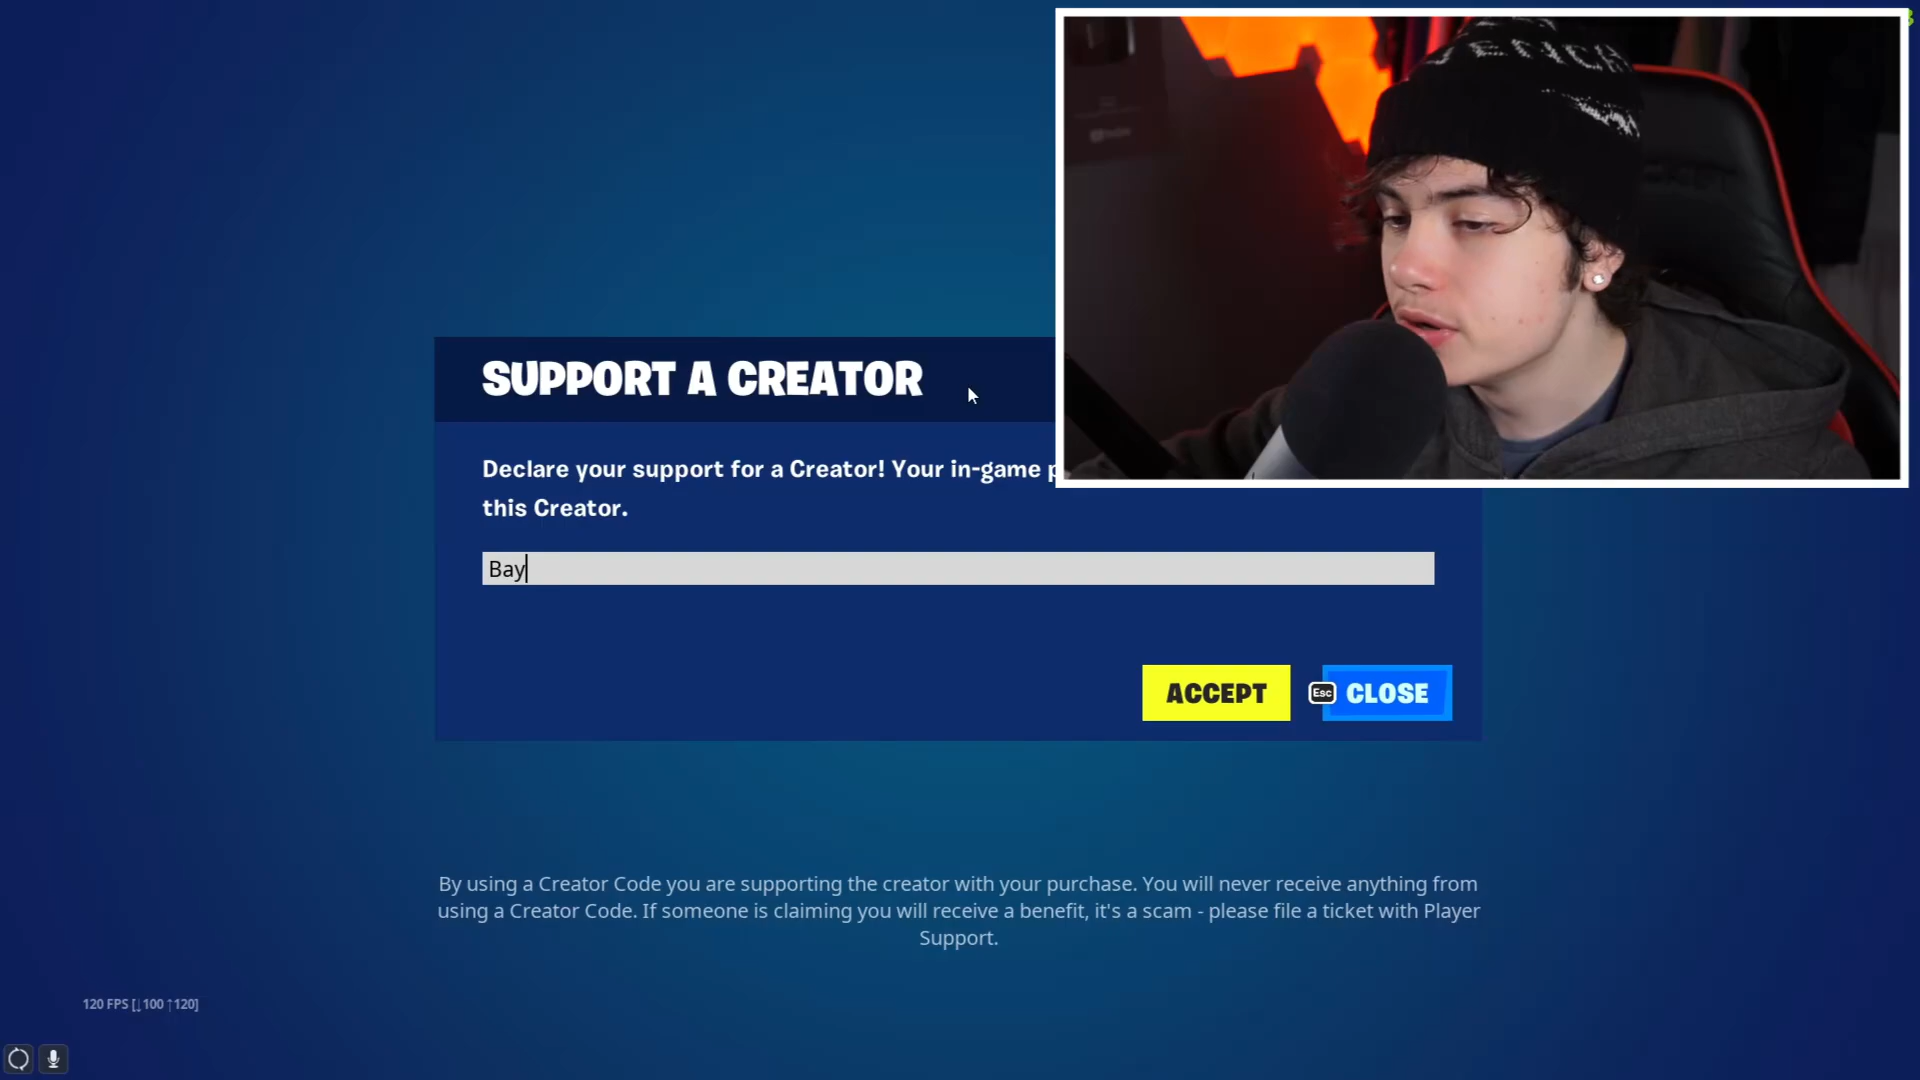 SUPPORT A CREATOR
Declare your support for a Creator! Your in-game
this Creator.
Bay
ACCEPT
Esc
CLOSE
By using a Creator Code you are supporting the creator with your purchase. You will never receive anything from
using a Creator Code. If someone is claiming you will receive a benefit, it's a scam - please file a ticket with Player
Support.
120 FPS [↓100 ↑120]